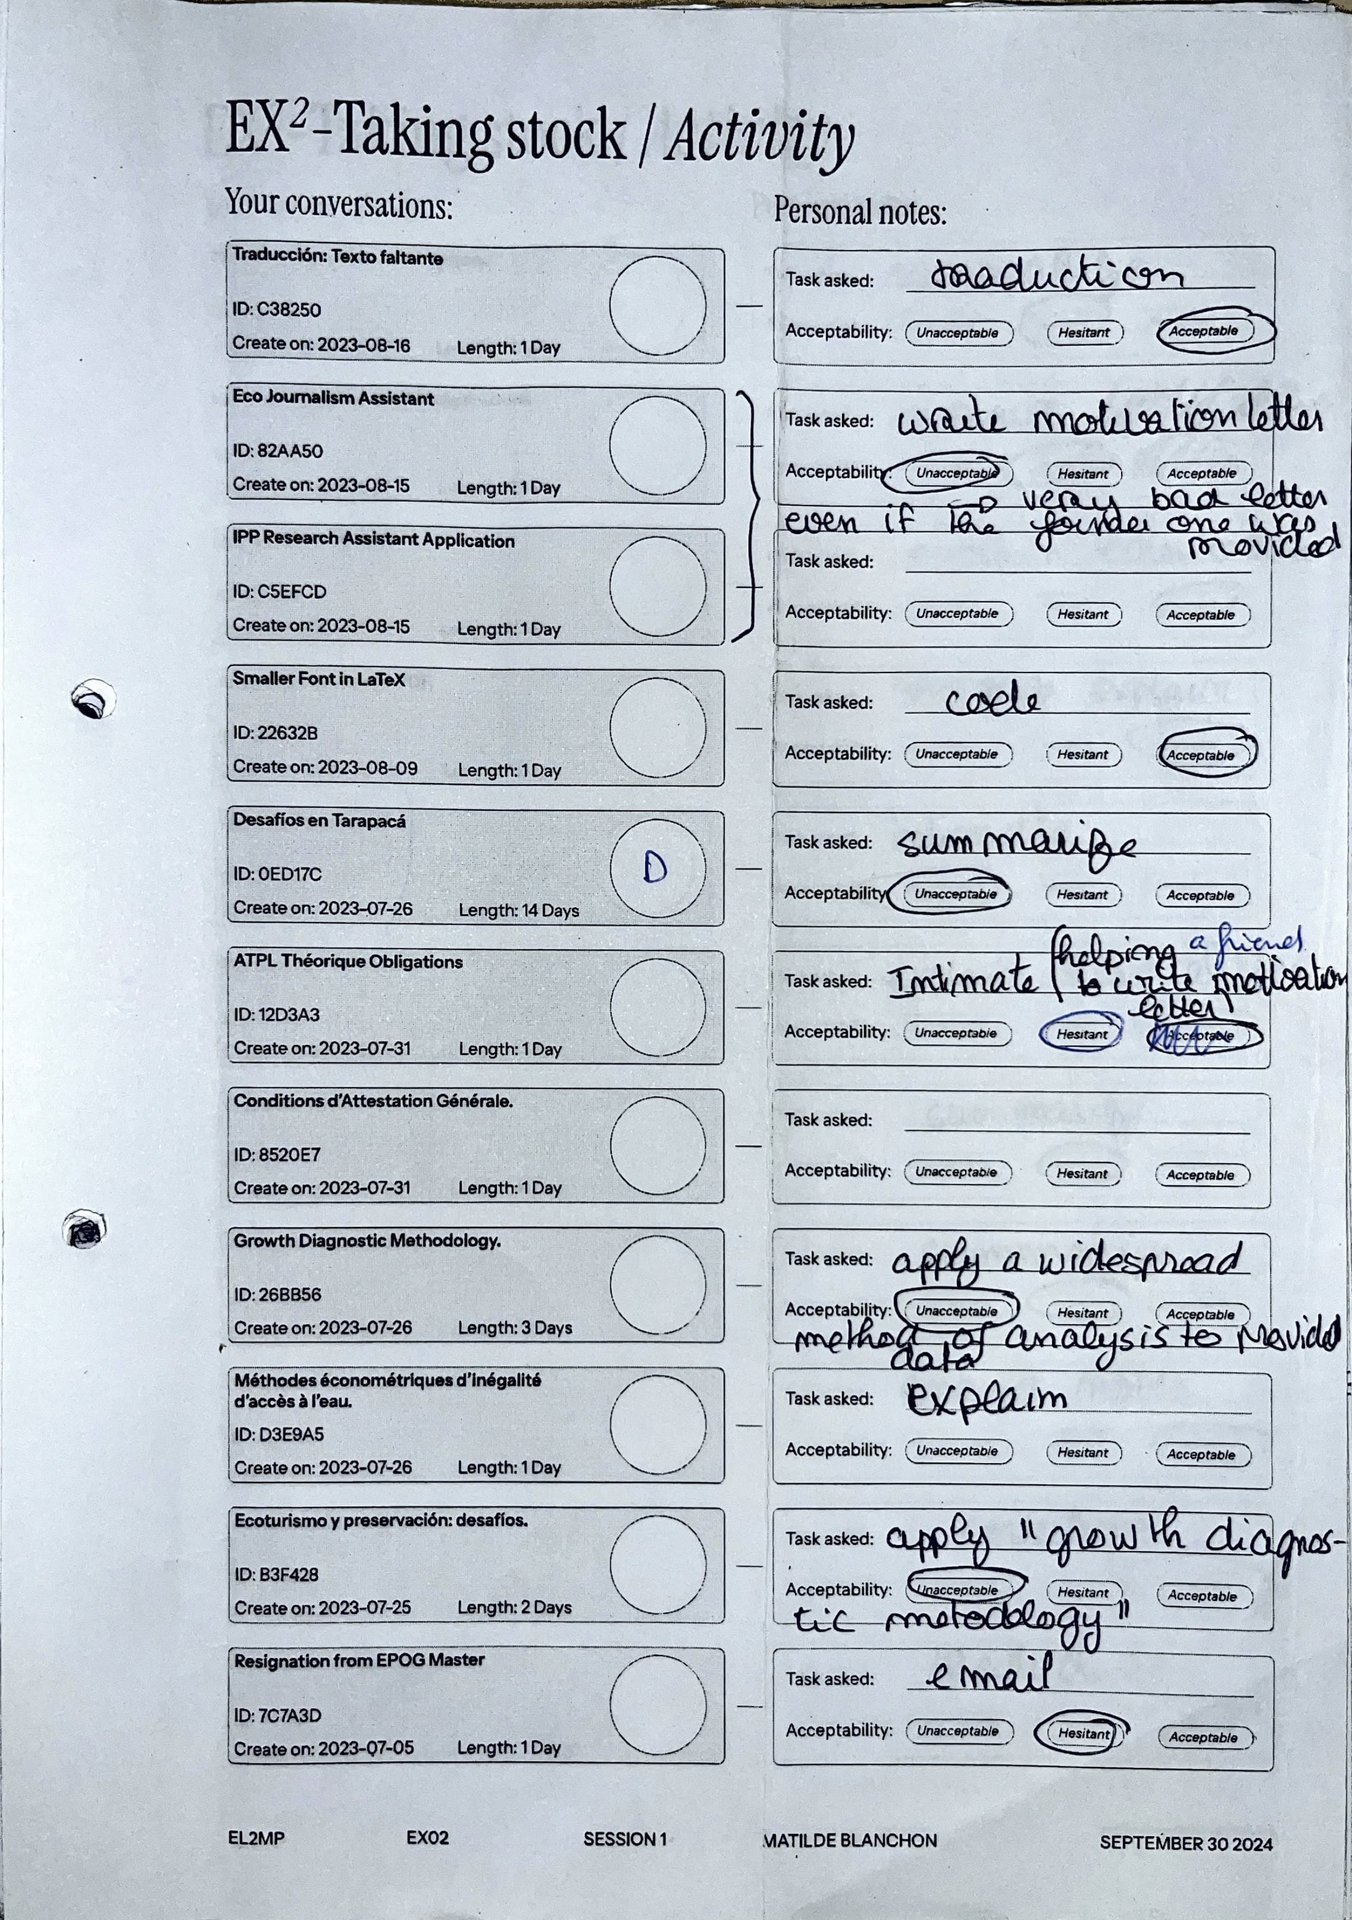 EX²-Taking stock / Activity
Your conversations:
Personal notes:
Traducción: Texto faltante
ID: C38250
Create on: 2023-08-16 Length: 1 Day
Task asked: traduction
Acceptability: Unacceptable Hesitant Acceptable
Eco Journalism Assistant
ID: 82AA50
Create on: 2023-08-15 Length: 1 Day
Task asked: write motivation letter
Acceptability: Unacceptable Hesitant Acceptable
→ very bad letter
even if the one was
provided
IPP Research Assistant Application
ID: C5EFCD
Create on: 2023-08-15 Length: 1 Day
Task asked:
Acceptability: Unacceptable Hesitant Acceptable
Smaller Font in LaTeX
ID: 22632B
Create on: 2023-08-09 Length: 1 Day
Task asked: code
Acceptability: Unacceptable Hesitant Acceptable
Desafíos en Tarapacá
ID: 0ED17C
Create on: 2023-07-26 Length: 14 Days
D
Task asked: summarize
Acceptability: Unacceptable Hesitant Acceptable
ATPL Théorique Obligations
ID: 12D3A3
Create on: 2023-07-31 Length: 1 Day
(helping a friend
Task asked: Intimate to write motivation
letter)
Acceptability: Unacceptable Hesitant Acceptable
Conditions d'Attestation Générale.
ID: 8520E7
Create on: 2023-07-31 Length: 1 Day
Task asked:
Acceptability: Unacceptable Hesitant Acceptable
Growth Diagnostic Methodology.
ID: 26BB56
Create on: 2023-07-26 Length: 3 Days
Task asked: apply a widespread
Acceptability: Unacceptable Hesitant Acceptable
method of analysis to provided
data
Méthodes économétriques d'inégalité
d'accès à l'eau.
ID: D3E9A5
Create on: 2023-07-26 Length: 1 Day
Task asked: explain
Acceptability: Unacceptable Hesitant Acceptable
Ecoturismo y preservación: desafíos.
ID: B3F428
Create on: 2023-07-25 Length: 2 Days
Task asked: apply "growth diagnos-
Acceptability: Unacceptable Hesitant Acceptable
tic metodology"
Resignation from EPOG Master
ID: 7C7A3D
Create on: 2023-07-05 Length: 1 Day
Task asked: email
Acceptability: Unacceptable Hesitant Acceptable
EL2MP EX02 SESSION 1 MATILDE BLANCHON SEPTEMBER 30 2024